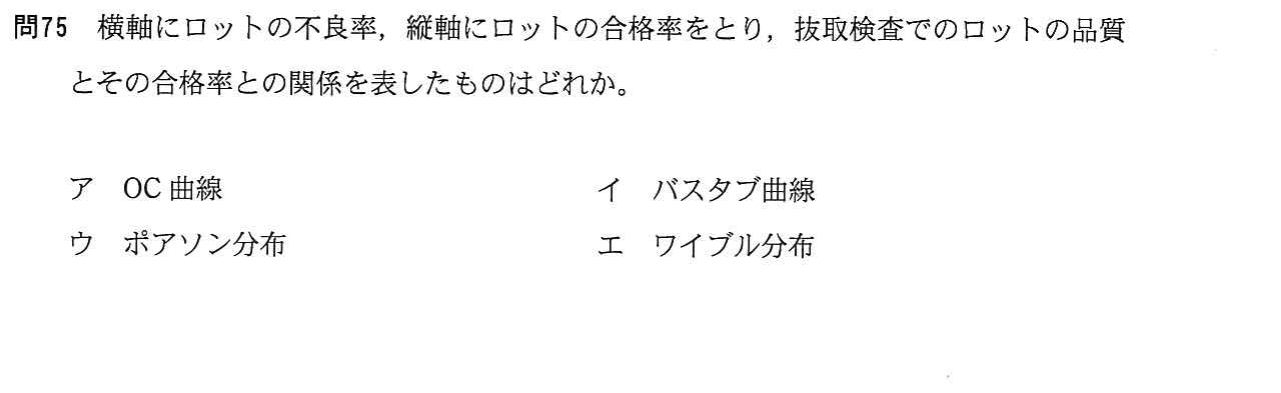 問75 横軸にロットの不良率，縦軸にロットの合格率をとり，抜取検査でのロットの品質
とその合格率との関係を表したものはどれか。
ア OC 曲線 イ バスタブ曲線
ウ ポアソン分布 エ ワイブル分布